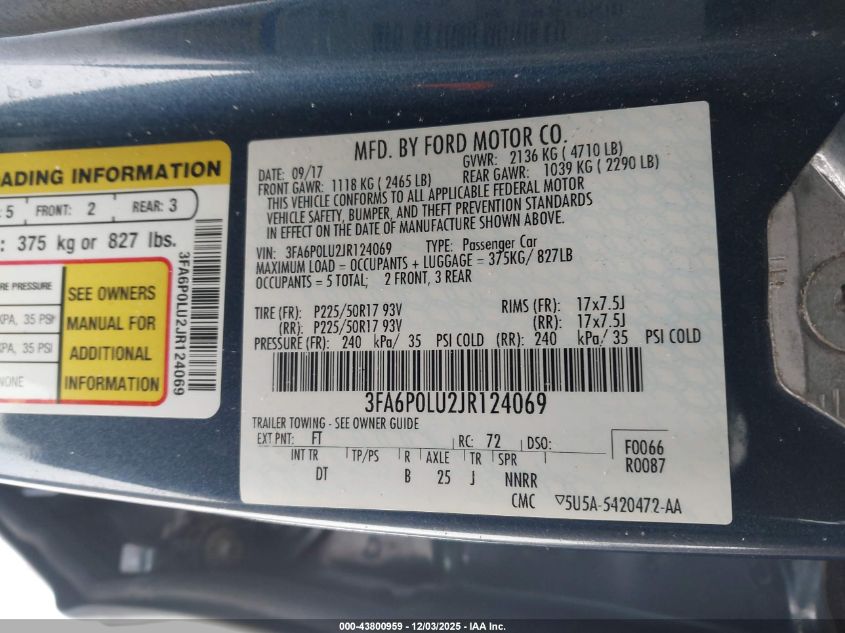 ADING INFORMATION
: 5 FRONT: 2 REAR: 3
: 375 kg or 827 lbs.
RE PRESSURE
KPA, 35 PSI
KPA, 35 PSI
NONE
SEE OWNERS
MANUAL FOR
ADDITIONAL
INFORMATION
3FA6P0LU2JR124069
MFD. BY FORD MOTOR CO.
DATE: 09/17 GVWR: 2136 KG ( 4710 LB)
FRONT GAWR: 1118 KG ( 2465 LB) REAR GAWR: 1039 KG ( 2290 LB)
THIS VEHICLE CONFORMS TO ALL APPLICABLE FEDERAL MOTOR
VEHICLE SAFETY, BUMPER, AND THEFT PREVENTION STANDARDS
IN EFFECT ON THE DATE OF MANUFACTURE SHOWN ABOVE.
VIN: 3FA6P0LU2JR124069 TYPE: Passenger Car
MAXIMUM LOAD = OCCUPANTS + LUGGAGE = 375KG/ 827LB
OCCUPANTS = 5 TOTAL; 2 FRONT, 3 REAR
TIRE (FR): P225/50R17 93V RIMS (FR): 17x7.5J
(RR): P225/50R17 93V (RR): 17x7.5J
PRESSURE (FR): 240 kPa/ 35 PSI COLD (RR): 240 kPa/ 35 PSI COLD
3FA6P0LU2JR124069
TRAILER TOWING - SEE OWNER GUIDE
EXT PNT: FT RC: 72 DSO: F0066
INT TR TP/PS R AXLE TR SPR R0087
DT B 25 J NNRR
CMC ▽5U5A-5420472-AA
000-43800959 - 12/03/2025 - IAA Inc.